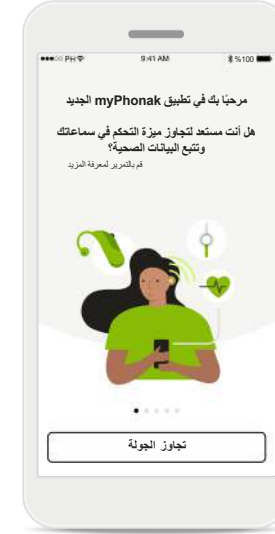 PH 9:41 AM %100
مرحبًا بك في تطبيق myPhonak الجديد
هل أنت مستعد لتجاوز ميزة التحكم في سماعاتك
وتتبع البيانات الصحية؟
قم بالتمرير لمعرفة المزيد
تجاوز الجولة